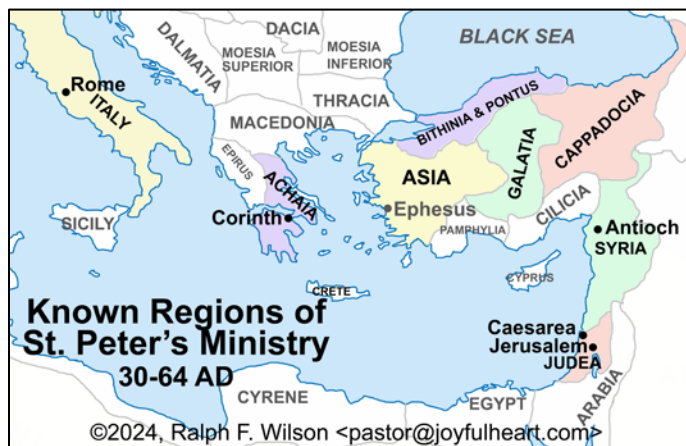 DACIA
BLACK SEA
DALMATIA
MOESIA
SUPERIOR
MOESIA
INFERIOR
Rome
ITALY
THRACIA
MACEDONIA
BITHINIA & PONTUS
CAPPADOCIA
GALATIA
EPIRUS
ACHAIA
ASIA
Ephesus
SICILY
Corinth
PAMPHYLIA
CILICIA
Antioch
SYRIA
CYPRUS
CRETE
Known Regions of
St. Peter's Ministry
30-64 AD
Caesarea
Jerusalem
JUDEA
CYRENE
EGYPT
ARABIA
©2024, Ralph F. Wilson <pastor@joyfulheart.com>